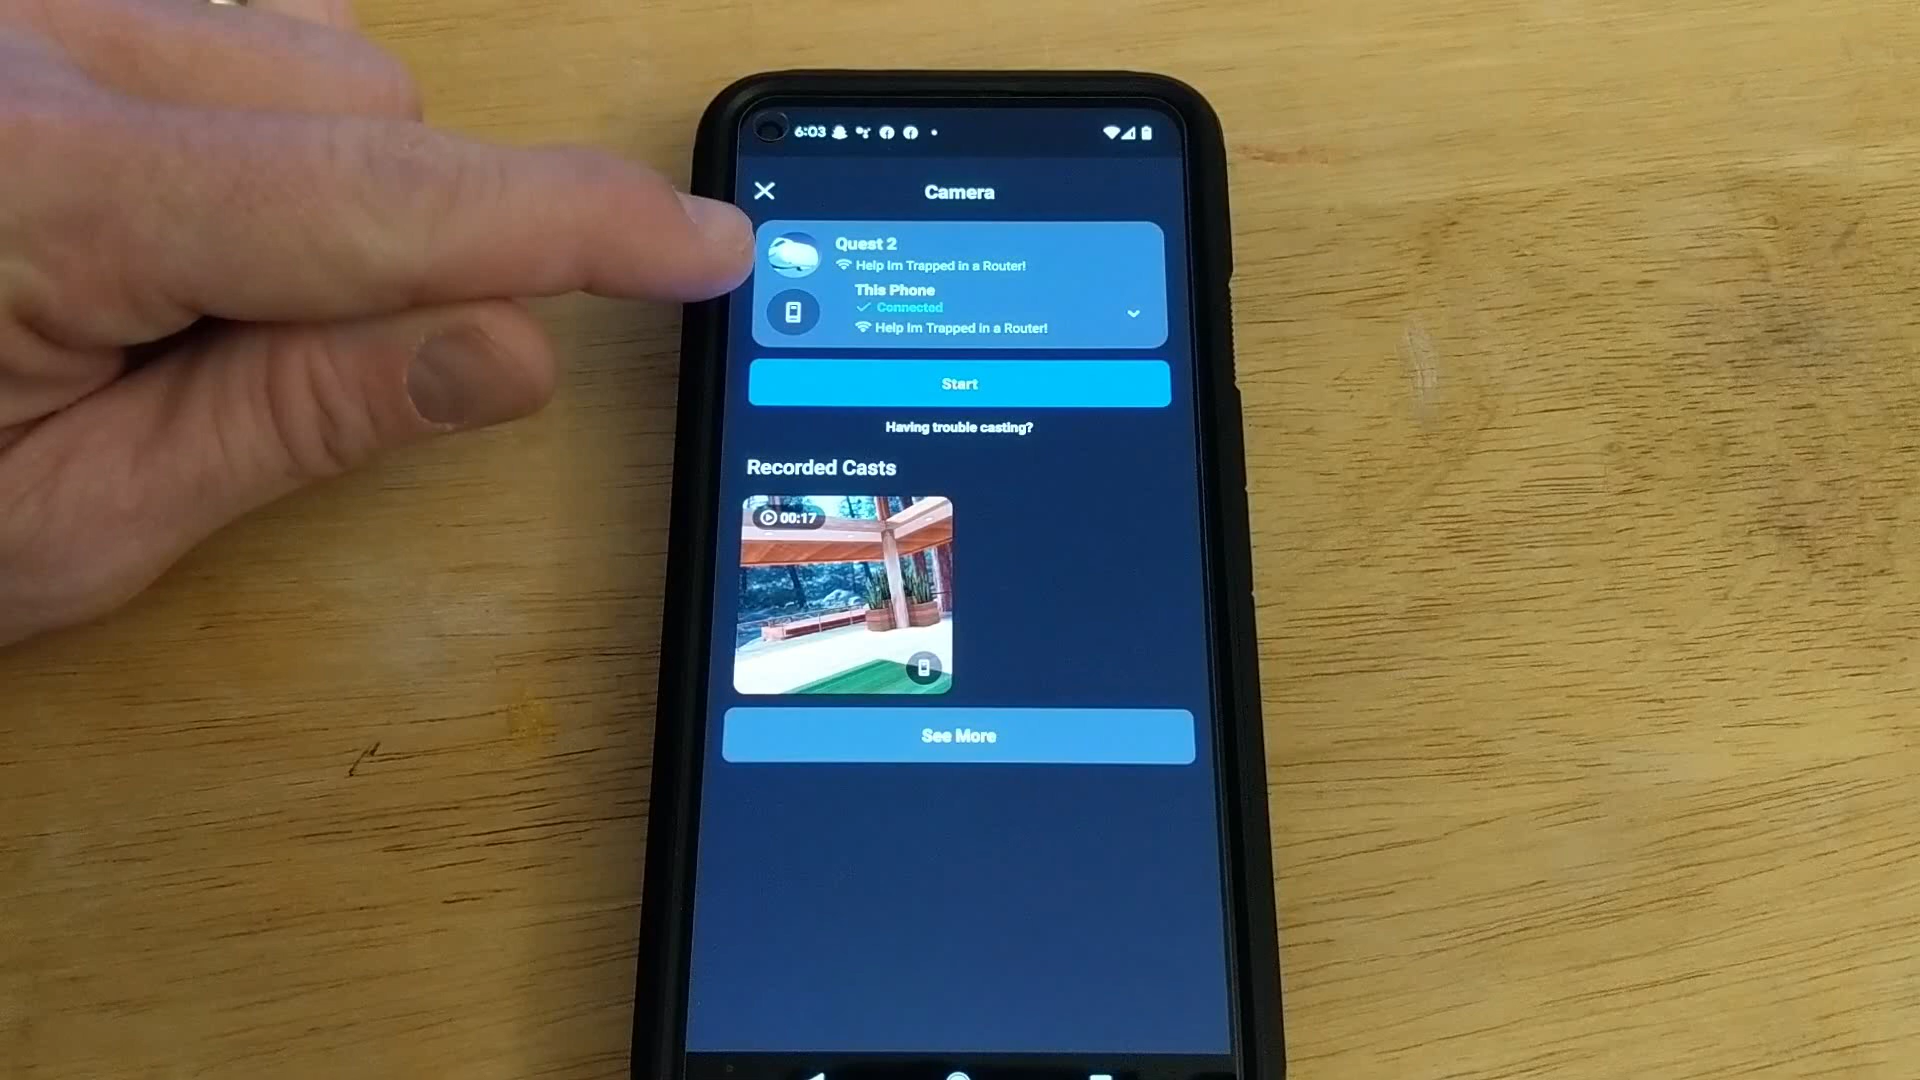 6:03
Camera
Quest 2
Help Im Trapped in a Router!
This Phone
Connected
Help Im Trapped in a Router!
Start
Having trouble casting?
Recorded Casts
00:17
See More